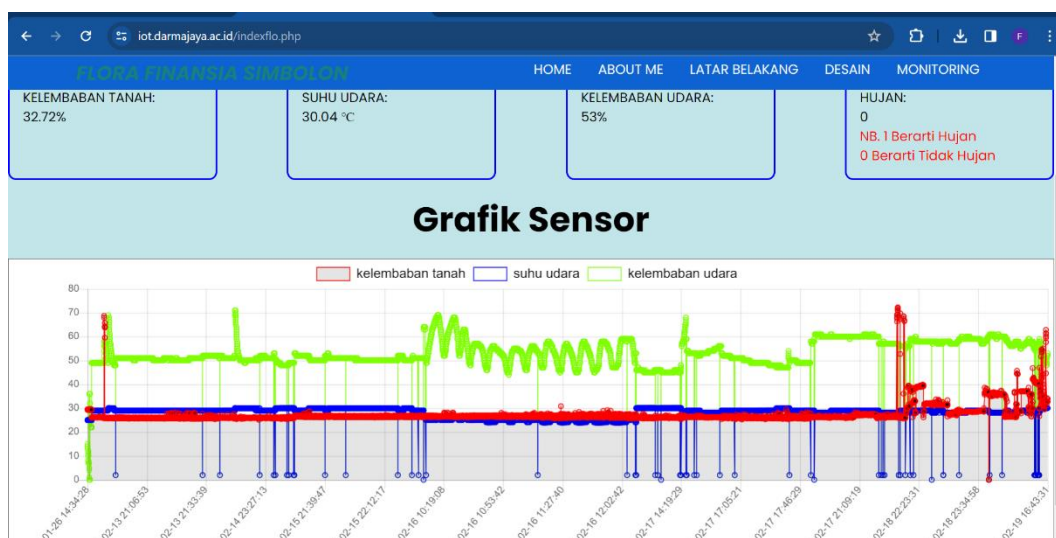 iot.darmajaya.ac.id/indexflo.php
F
FLORA FINANSIA SIMBOLON
HOME ABOUT ME LATAR BELAKANG DESAIN MONITORING
KELEMBABAN TANAH:
32.72%
SUHU UDARA:
30.04 °C
KELEMBABAN UDARA:
53%
HUJAN:
0
NB. 1 Berarti Hujan
0 Berarti Tidak Hujan
Grafik Sensor
kelembaban tanah suhu udara kelembaban udara
80
70
60
50
40
30
20
10
0
01-26 14:34:28
02-13 21:06:53
02-13 21:33:39
02-14 23:27:13
02-15 21:39:47
02-15 22:12:17
02-16 10:19:08
02-16 10:53:42
02-16 11:27:40
02-16 12:02:42
02-17 14:19:29
02-17 17:05:21
02-17 17:46:29
02-17 21:09:19
02-18 22:23:31
02-18 23:34:58
02-19 16:43:31